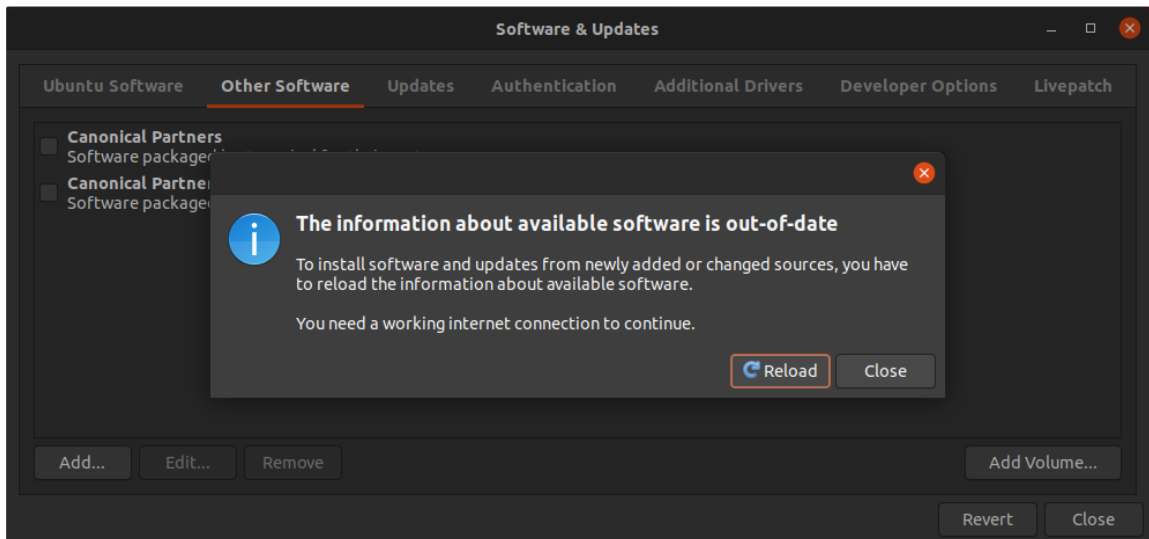 Software & Updates
Ubuntu Software Other Software Updates Authentication Additional Drivers Developer Options Livepatch
Canonical Partners
Software packaged
Canonical Partner
Software package
The information about available software is out-of-date
To install software and updates from newly added or changed sources, you have
to reload the information about available software.
You need a working internet connection to continue.
Reload Close
Add... Edit... Remove Add Volume...
Revert Close